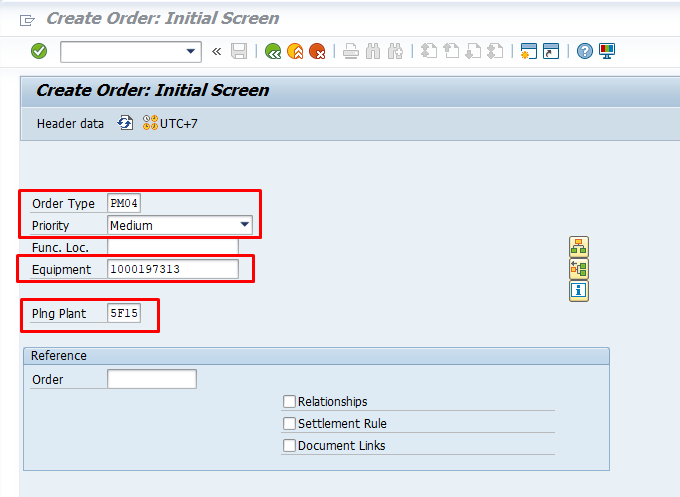 Create Order: Initial Screen
«
Create Order: Initial Screen
Header data UTC+7
Order Type PM04
Priority Medium
Func. Loc.
Equipment 1000197313
Plng Plant 5F15
Reference
Order
Relationships
Settlement Rule
Document Links